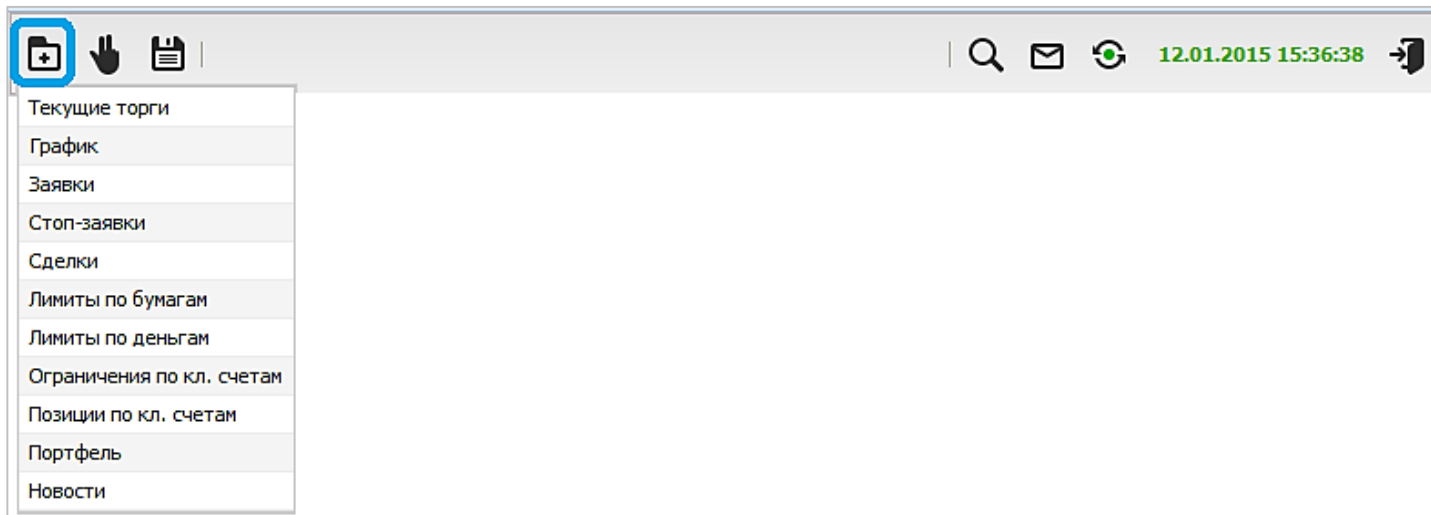 12.01.2015 15:36:38
Текущие торги
График
Заявки
Стоп-заявки
Сделки
Лимиты по бумагам
Лимиты по деньгам
Ограничения по кл. счетам
Позиции по кл. счетам
Портфель
Новости